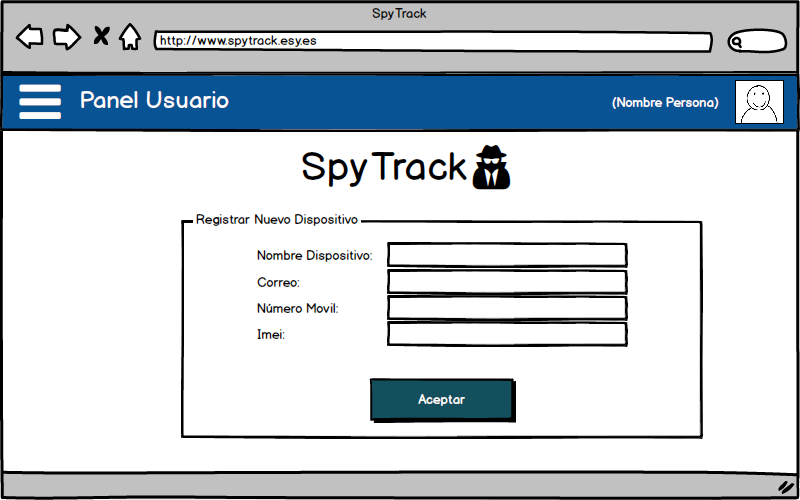 SpyTrack
http://www.spytrack.esy.es
Panel Usuario
(Nombre Persona)
SpyTrack
Registrar Nuevo Dispositivo
Nombre Dispositivo:
Correo:
Número Movil:
Imei:
Aceptar